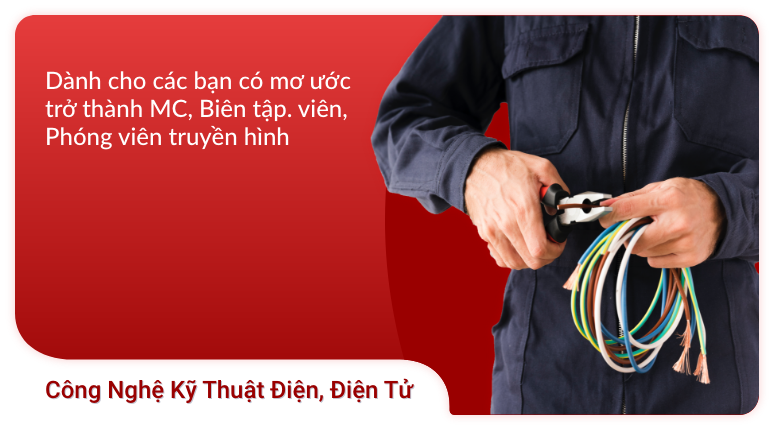 Dành cho các bạn có mơ ước
trở thành MC, Biên tập. viên,
Phóng viên truyền hình
Công Nghệ Kỹ Thuật Điện, Điện Tử